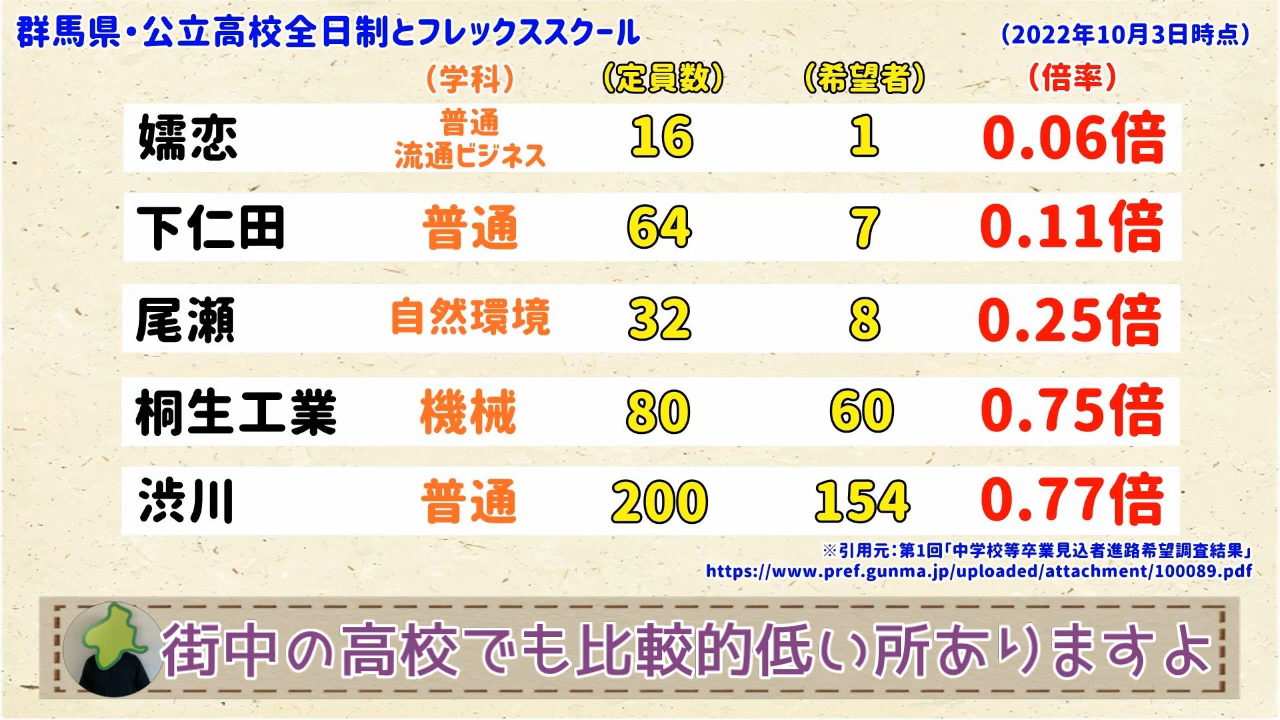 群馬県・公立高校全日制とフレックススクール (2022年10月3日時点)
(学科) (定員数) (希望者) (倍率)
嬬恋 普通 流通ビジネス 16 1 0.06倍
下仁田 普通 64 7 0.11倍
尾瀬 自然環境 32 8 0.25倍
桐生工業 機械 80 60 0.75倍
渋川 普通 200 154 0.77倍
※引用元:第1回「中学校等卒業見込者進路希望調査結果」
https://www.pref.gunma.jp/uploaded/attachment/100089.pdf
街中の高校でも比較的低い所ありますよ